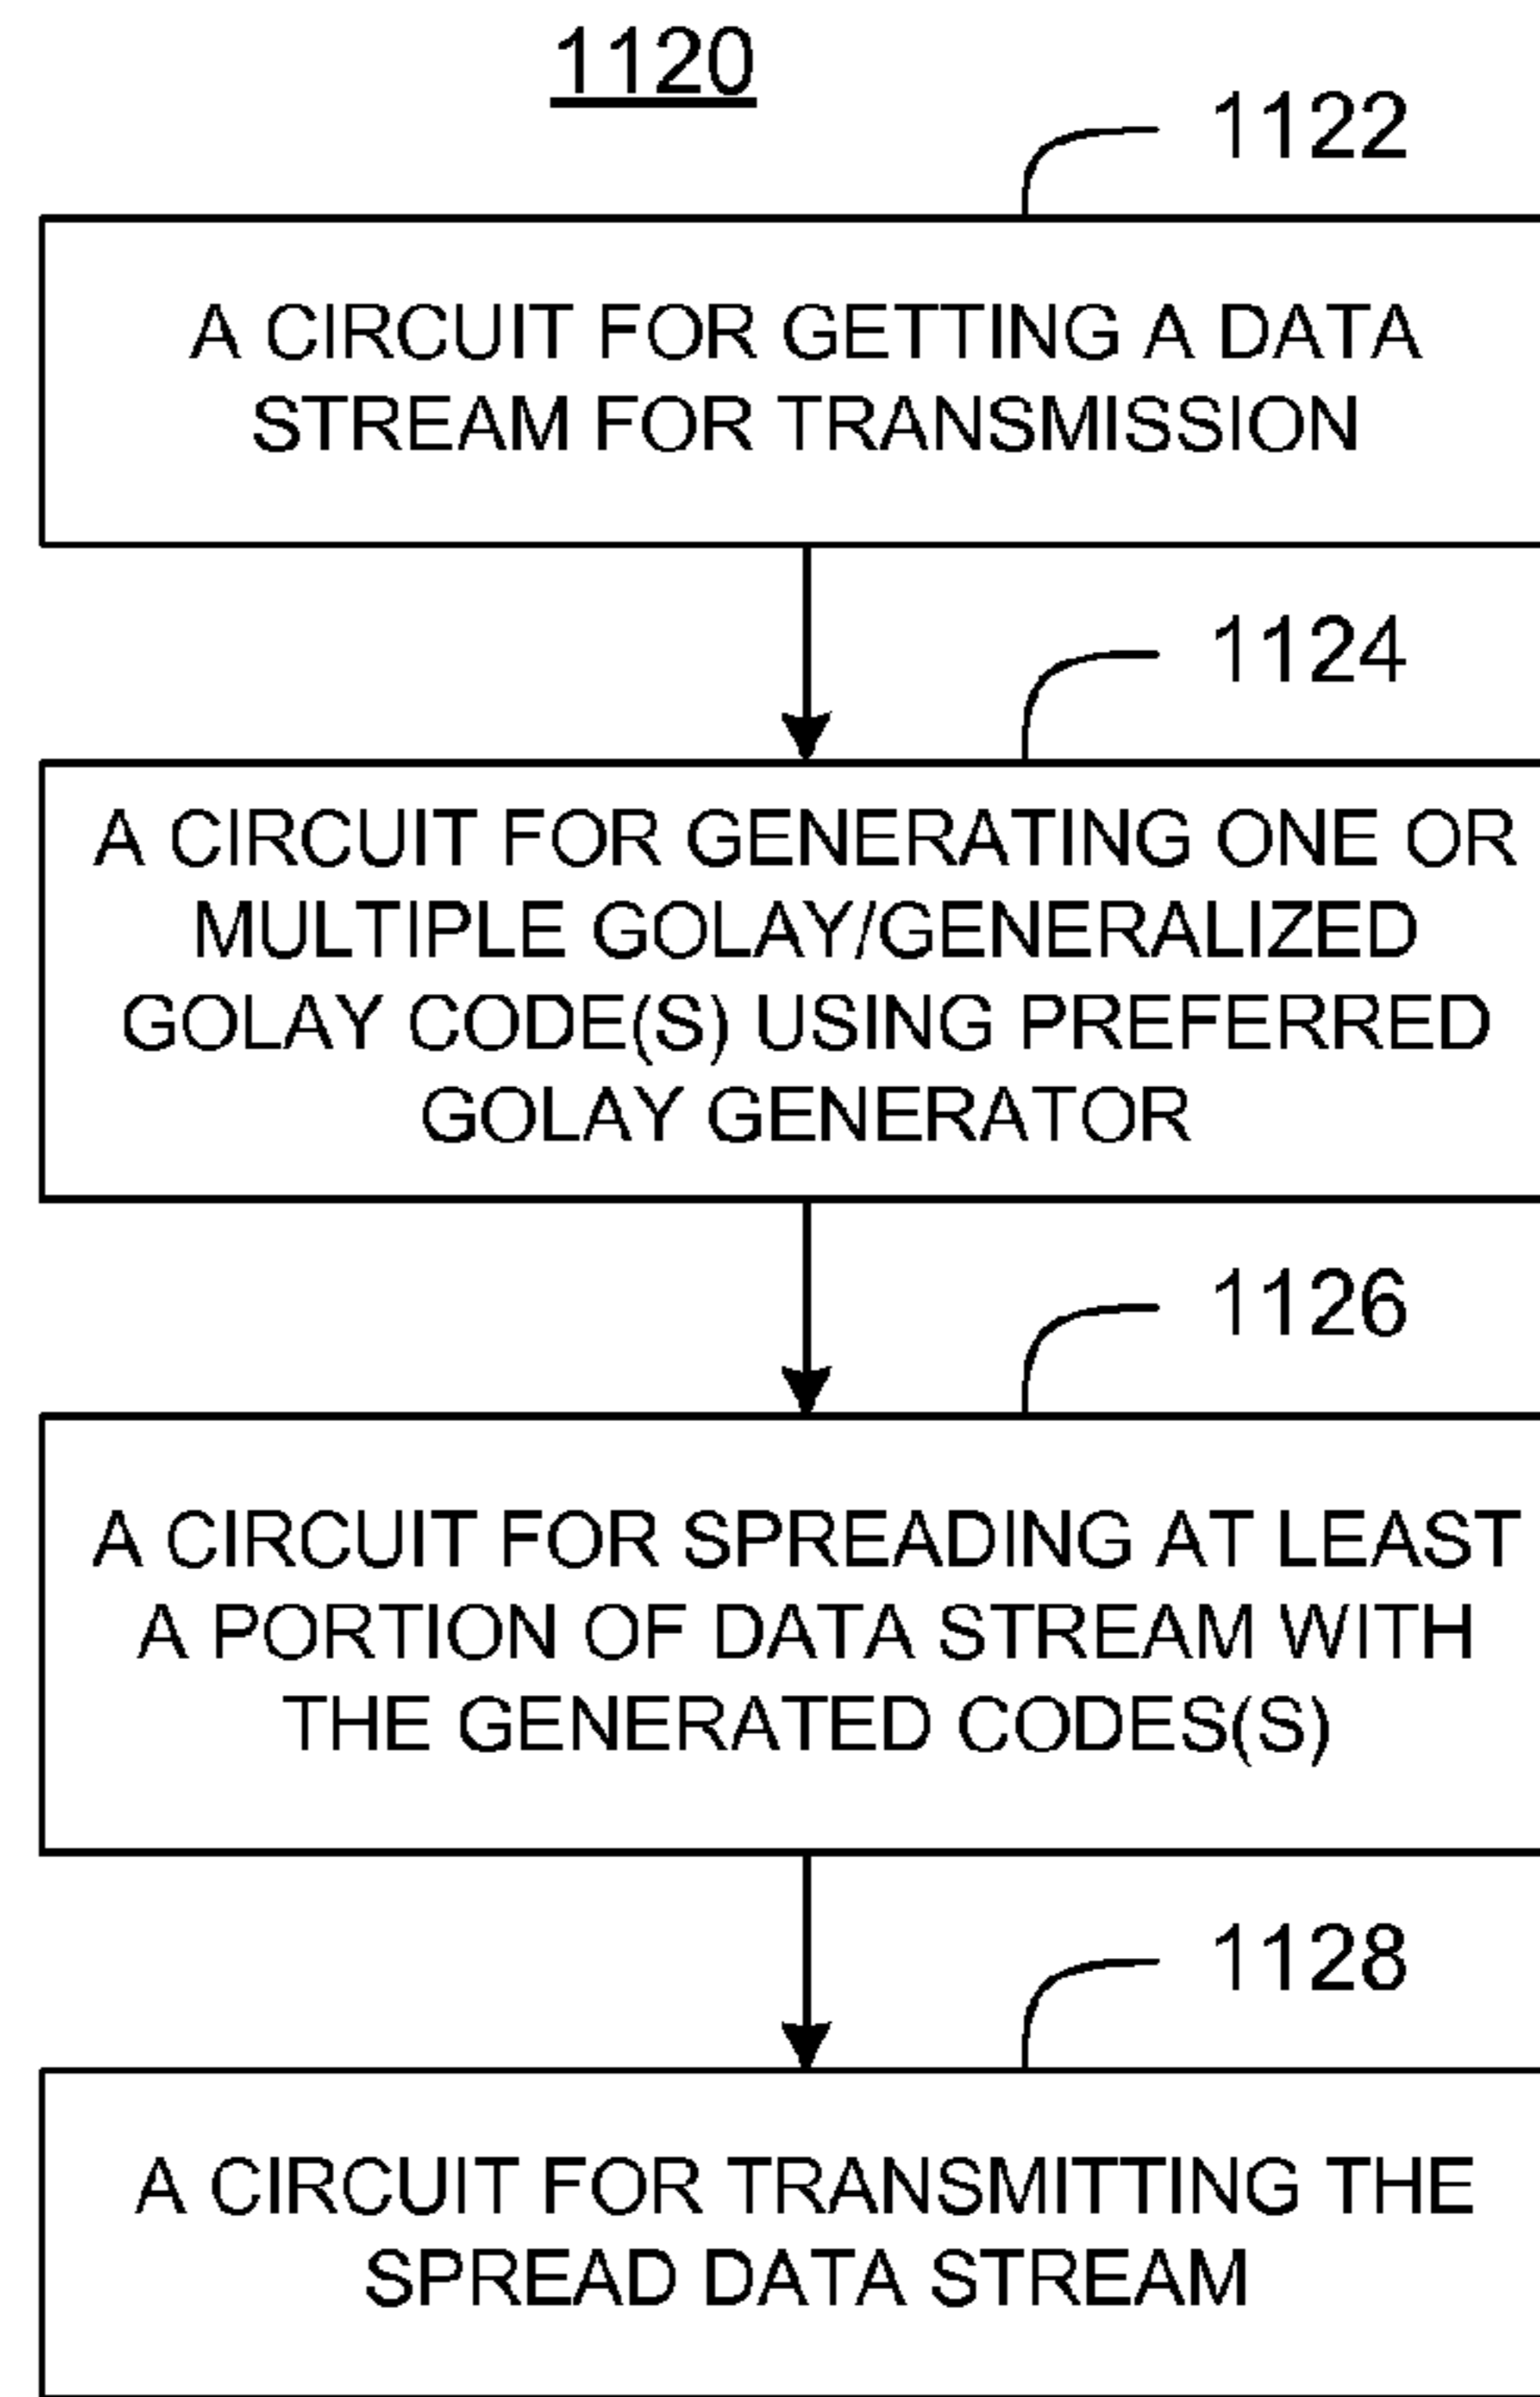 1120
1122
A CIRCUIT FOR GETTING A DATA
STREAM FOR TRANSMISSION
1124
A CIRCUIT FOR GENERATING ONE OR
MULTIPLE GOLAY/GENERALIZED
GOLAY CODE(S) USING PREFERRED
GOLAY GENERATOR
1126
A CIRCUIT FOR SPREADING AT LEAST
A PORTION OF DATA STREAM WITH
THE GENERATED CODES(S)
1128
A CIRCUIT FOR TRANSMITTING THE
SPREAD DATA STREAM